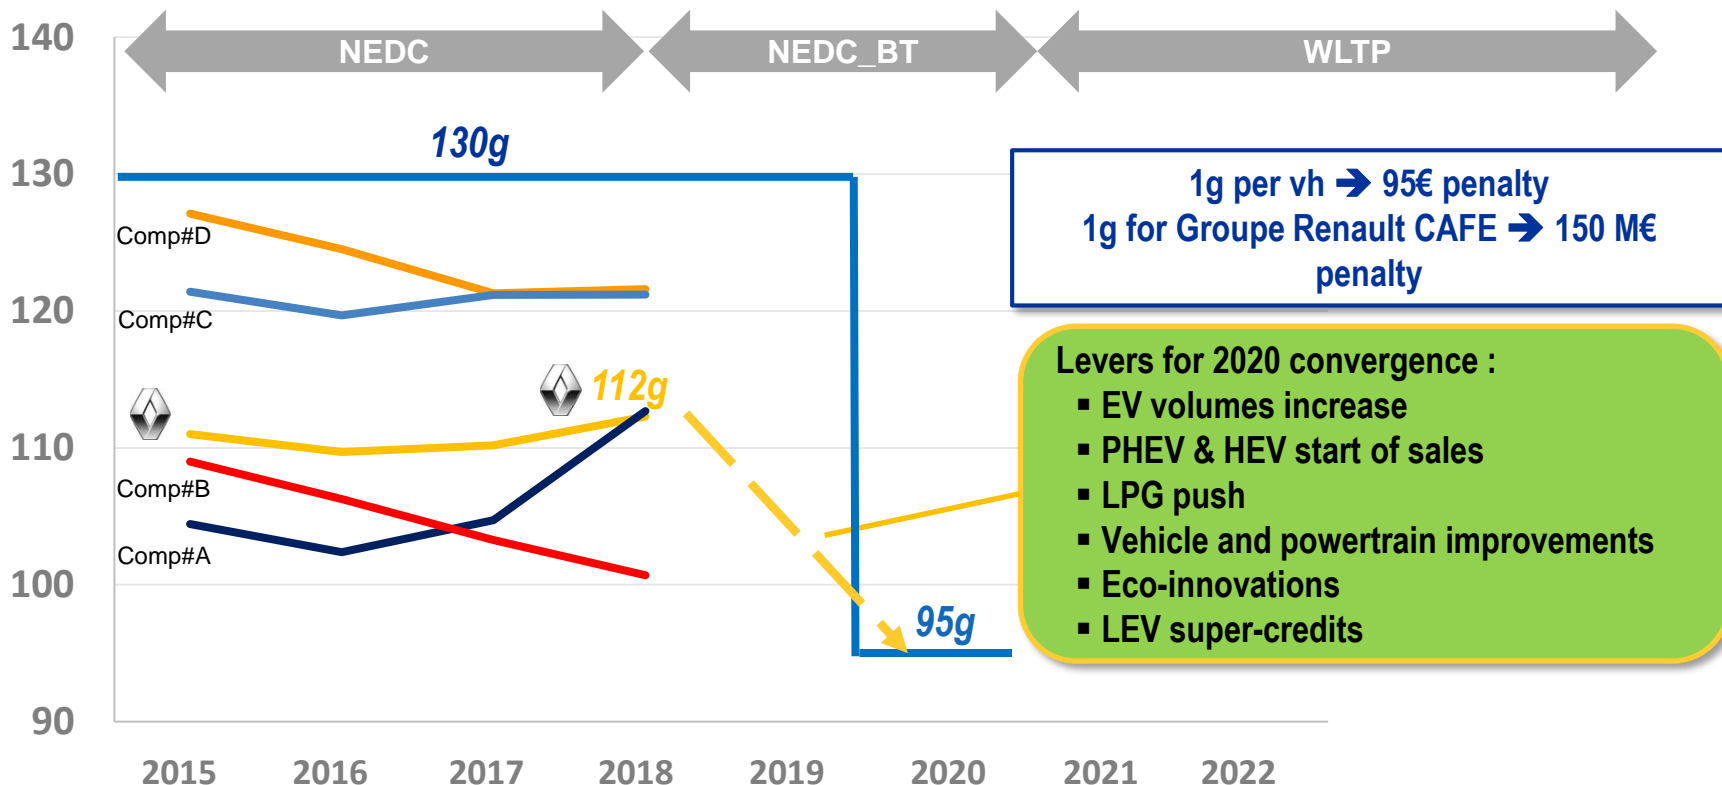 140
NEDC
NEDC_BT
WLTP
130g
130
1g per vh ➔ 95€ penalty
1g for Groupe Renault CAFE ➔ 150 M€
penalty
Comp#D
120
Comp#C
Levers for 2020 convergence :
▪ EV volumes increase
▪ PHEV & HEV start of sales
▪ LPG push
▪ Vehicle and powertrain improvements
▪ Eco-innovations
▪ LEV super-credits
112g
110
Comp#B
Comp#A
100
95g
90
2015 2016 2017 2018 2019 2020 2021 2022